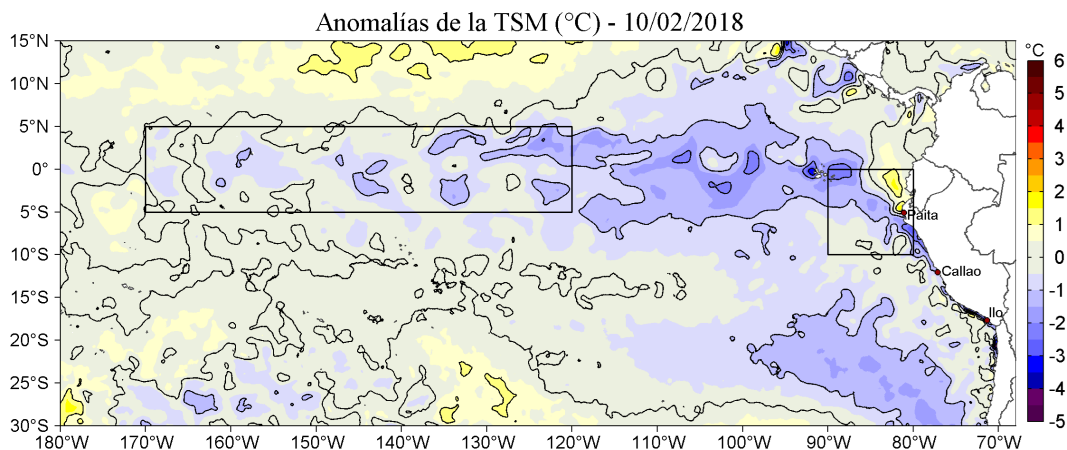 Anomalías de la TSM (°C) - 10/02/2018
15°N
10°N
5°N
0°
5°S
10°S
15°S
20°S
25°S
30°S
180°W
170°W
160°W
150°W
140°W
130°W
120°W
110°W
100°W
90°W
80°W
70°W
Paita
Callao
Ilo
°C
6
5
4
3
2
1
0
-1
-2
-3
-4
-5